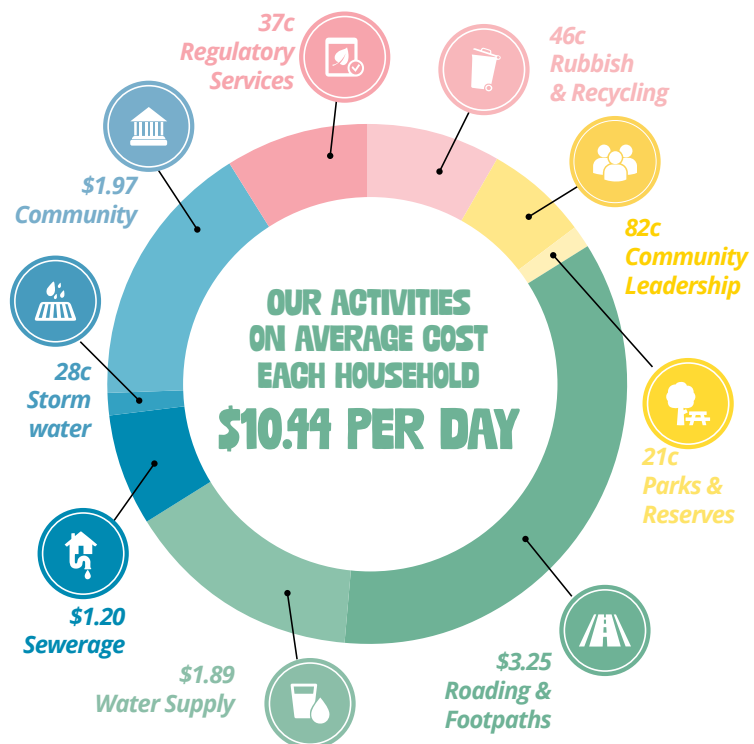 37c
Regulatory
Services
46c
Rubbish
& Recycling
$1.97
Community
82c
Community
Leadership
OUR ACTIVITIES
ON AVERAGE COST
EACH HOUSEHOLD
$10.44 PER DAY
28c
Storm
water
21c
Parks &
Reserves
$1.20
Sewerage
$1.89
Water Supply
$3.25
Roading &
Footpaths